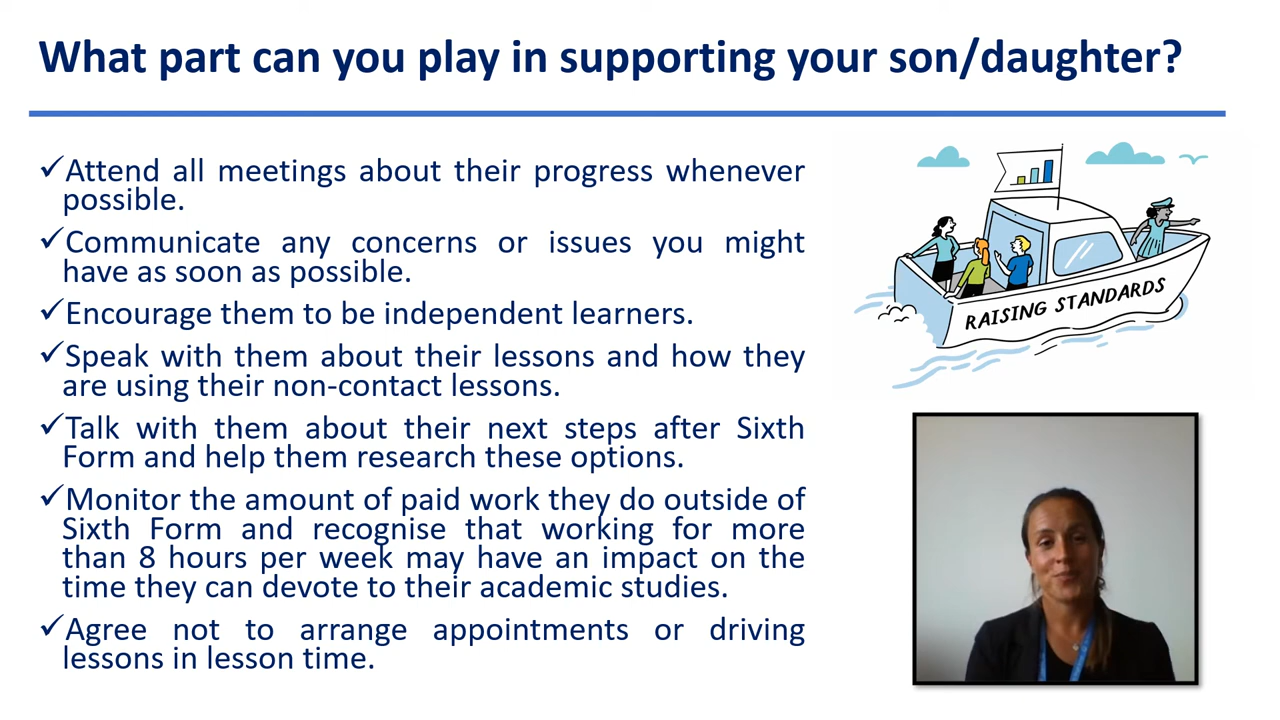 What part can you play in supporting your son/daughter?
✓Attend all meetings about their progress whenever
possible.
✓Communicate any concerns or issues you might
have as soon as possible.
✓Encourage them to be independent learners.
✓Speak with them about their lessons and how they
are using their non-contact lessons.
✓Talk with them about their next steps after Sixth
Form and help them research these options.
✓Monitor the amount of paid work they do outside of
Sixth Form and recognise that working for more
than 8 hours per week may have an impact on the
time they can devote to their academic studies.
✓Agree not to arrange appointments or driving
lessons in lesson time.
RAISING STANDARDS